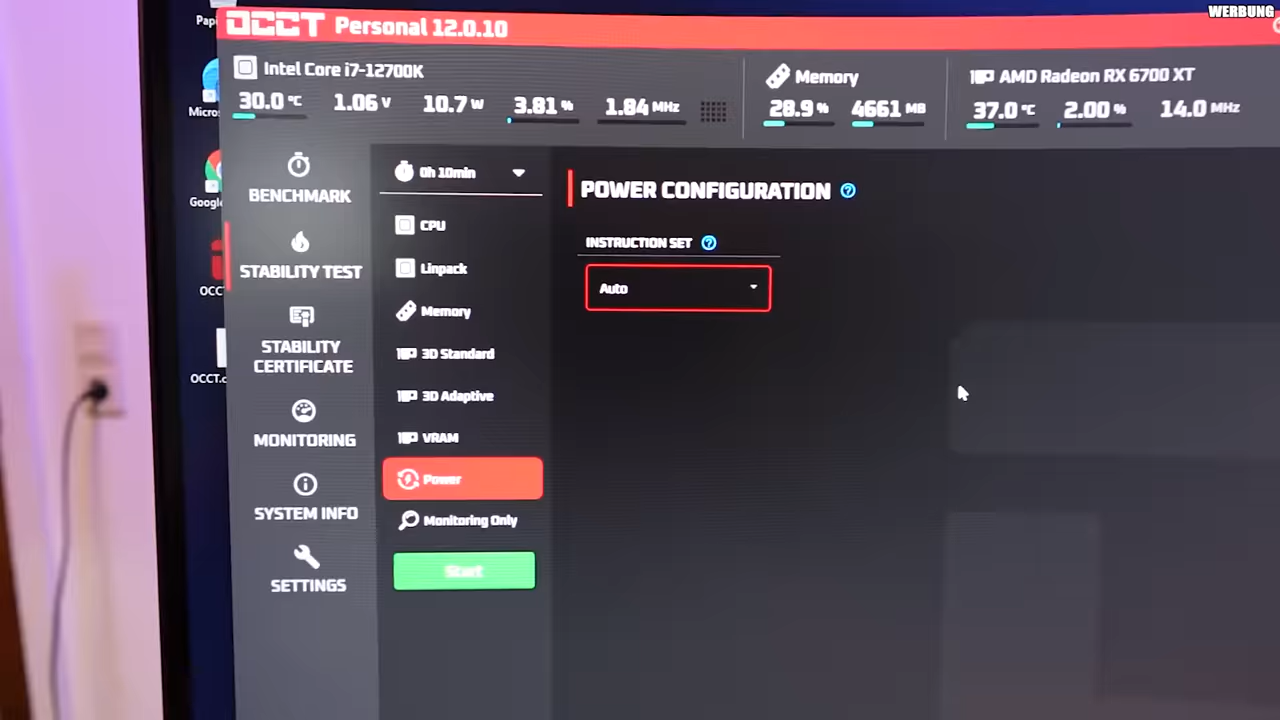 WERBUNG
OCCT Personal 12.0.10
Intel Core i7-12700K
30.0 °C 1.06 V 10.7 W 3.81 % 1.84 MHz
Memory
28.9 % 4661 MB
AMD Radeon RX 6700 XT
37.0 °C 2.00 % 14.0 MHz
Papi
Micros
Google
OCC
OCCT.c
BENCHMARK
STABILITY TEST
STABILITY
CERTIFICATE
MONITORING
SYSTEM INFO
SETTINGS
0h 10min
CPU
Linpack
Memory
3D Standard
3D Adaptive
VRAM
Power
Monitoring Only
Start
POWER CONFIGURATION ?
INSTRUCTION SET ?
Auto